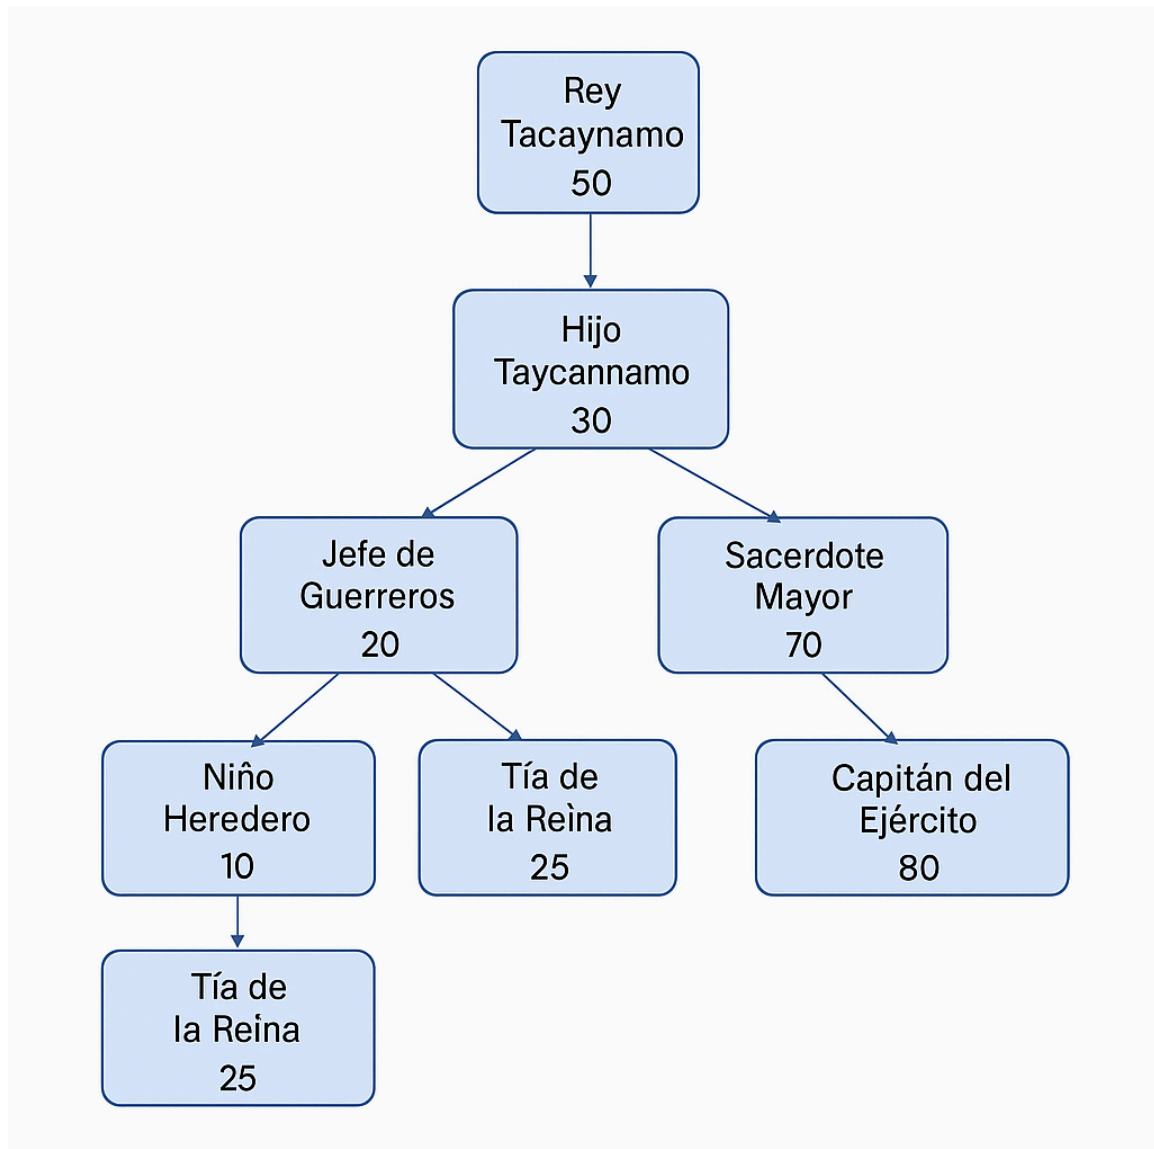 Rey
Tacaynamo
50
Hijo
Taycannamo
30
Jefe de
Guerreros
20
Sacerdote
Mayor
70
Niño
Heredero
10
Tía de
la Reìna
25
Capitán del
Ejército
80
Tía de
la Reina
25